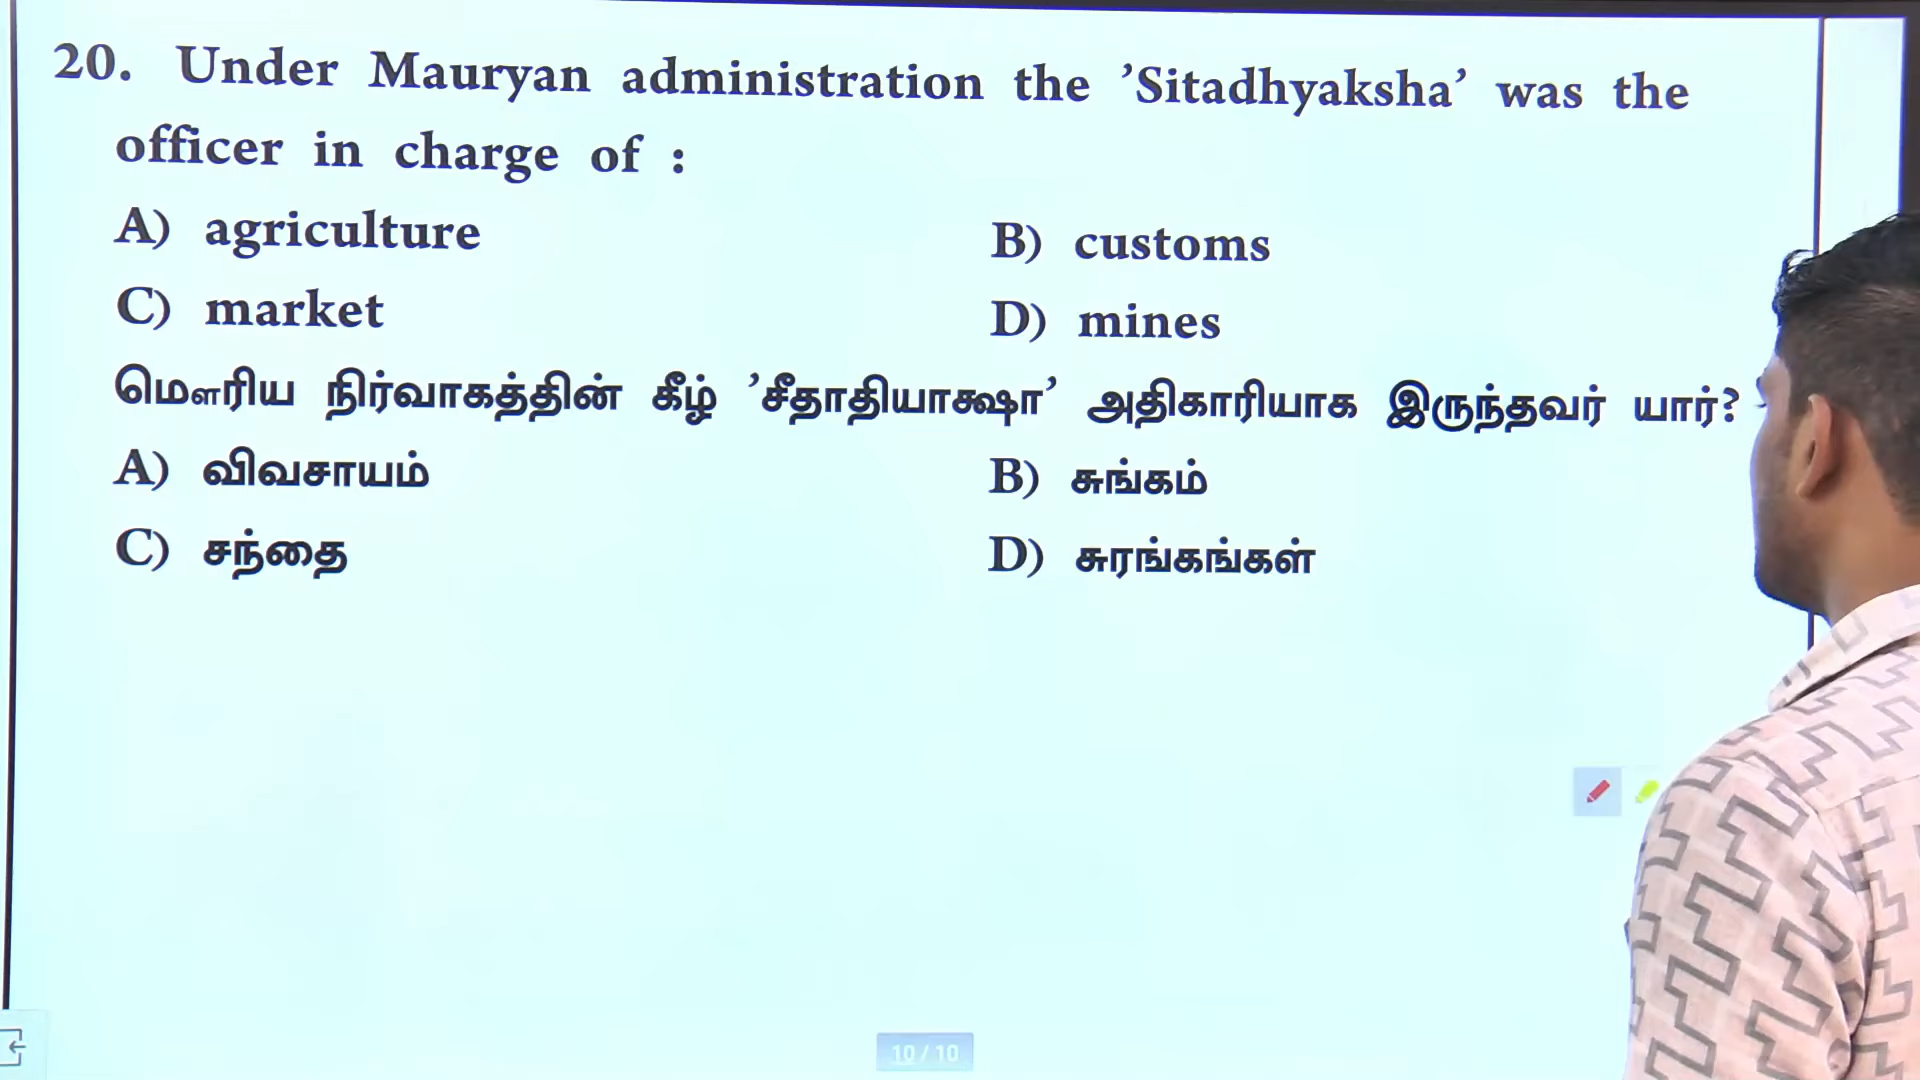 20. Under Mauryan administration the ’Sitadhyaksha’ was the
officer in charge of :
A) agriculture B) customs
C) market D) mines
மௌரிய நிர்வாகத்தின் கீழ் ’சீதாதியாக்ஷா’ அதிகாரியாக இருந்தவர் யார்?
A) விவசாயம் B) சுங்கம்
C) சந்தை D) சுரங்கங்கள்
10 / 10